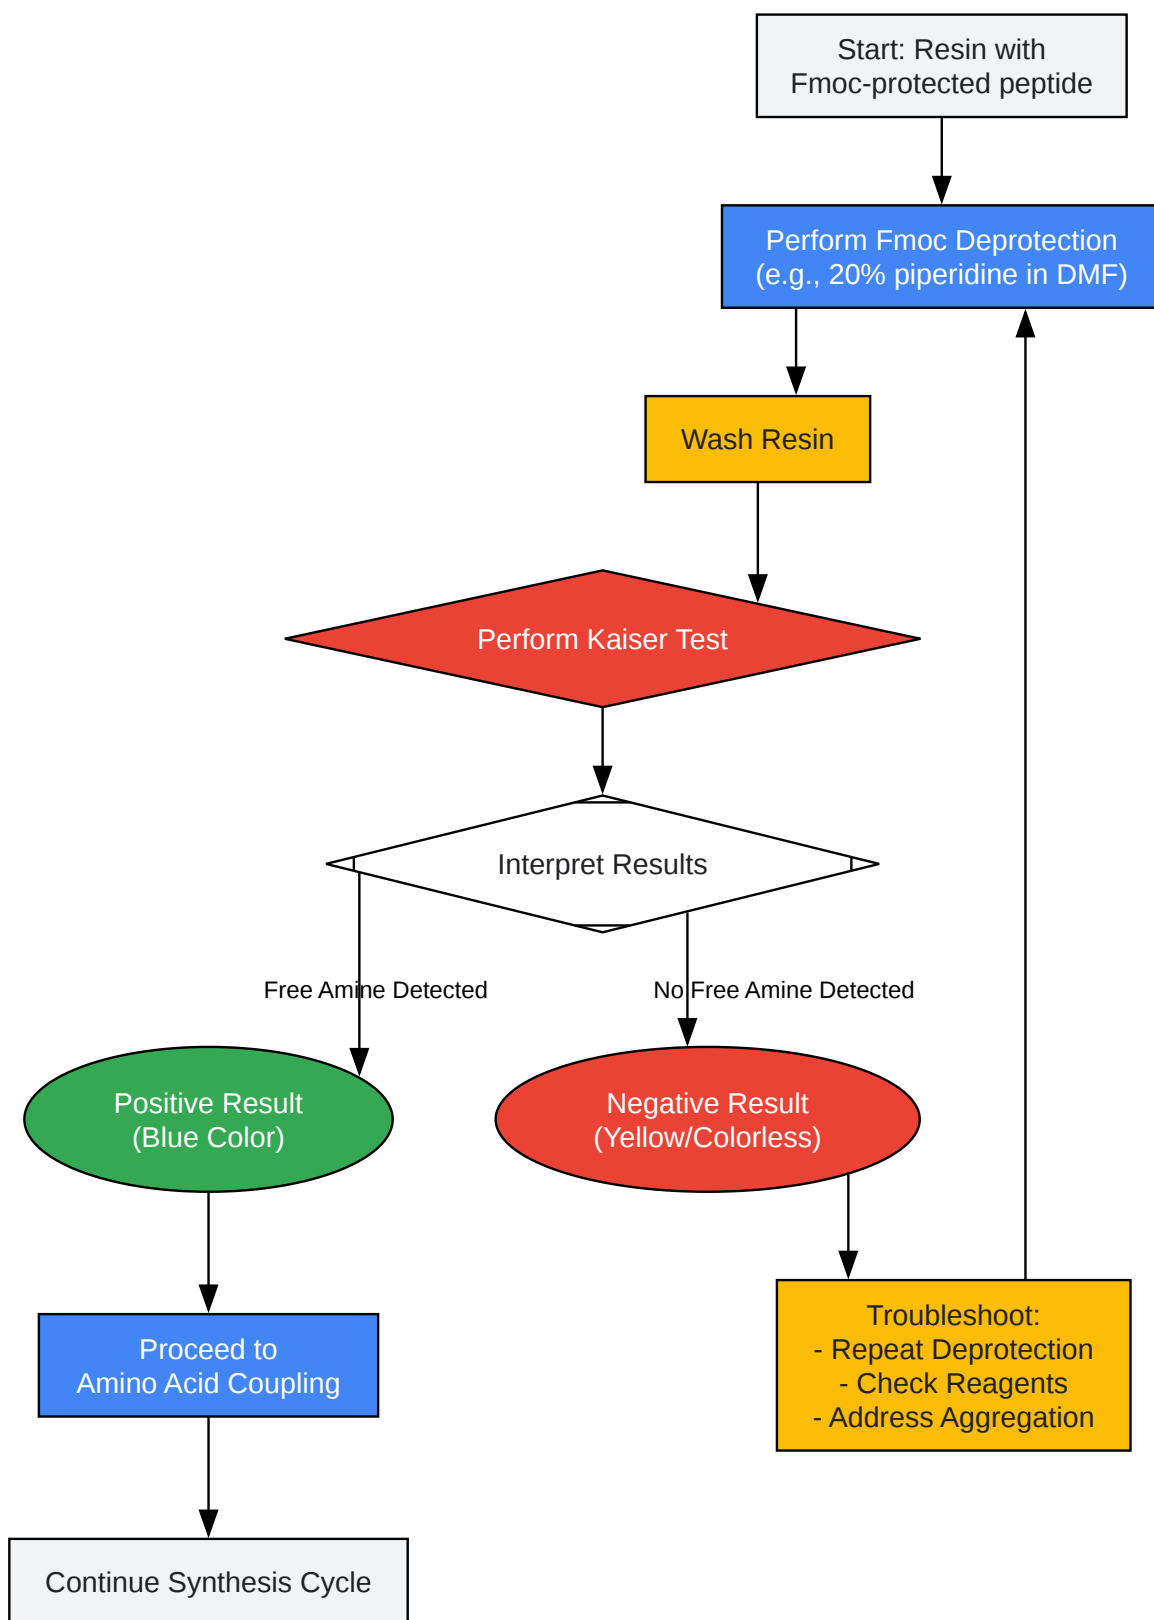 Start: Resin with
Fmoc-protected peptide
Perform Fmoc Deprotection
(e.g., 20% piperidine in DMF)
Wash Resin
Perform Kaiser Test
Interpret Results
Free Amine Detected
No Free Amine Detected
Positive Result
(Blue Color)
Negative Result
(Yellow/Colorless)
Proceed to
Amino Acid Coupling
Troubleshoot:
- Repeat Deprotection
- Check Reagents
- Address Aggregation
Continue Synthesis Cycle